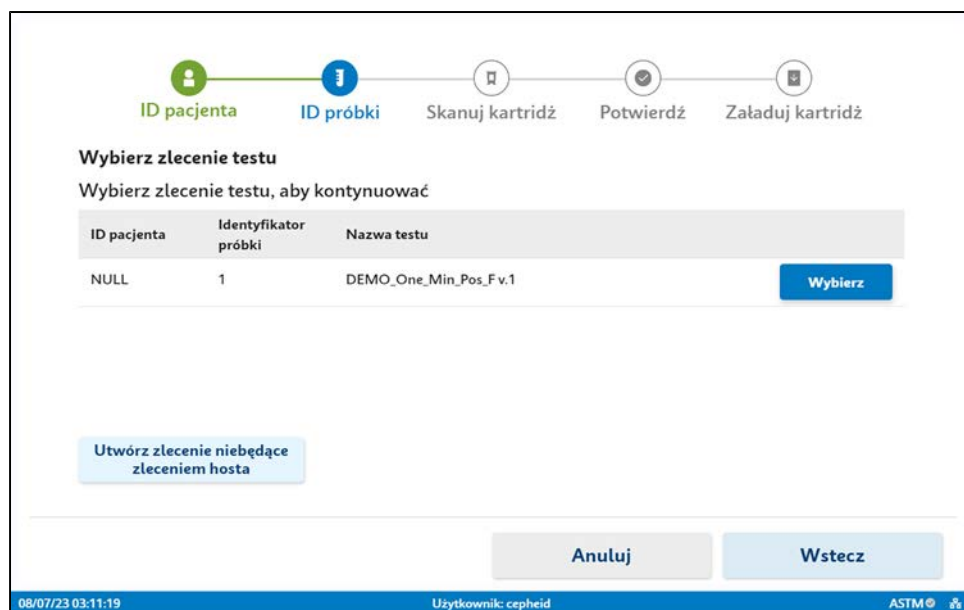 ID pacjenta ID próbki Skanuj kartridż Potwierdź Załaduj kartridż
Wybierz zlecenie testu
Wybierz zlecenie testu, aby kontynuować
ID pacjenta Identyfikator próbki Nazwa testu
NULL 1 DEMO_One_Min_Pos_F v.1 Wybierz
Utwórz zlecenie niebędące
zleceniem hosta
Anuluj Wstecz
08/07/23 03:11:19 Użytkownik: cepheid ASTM